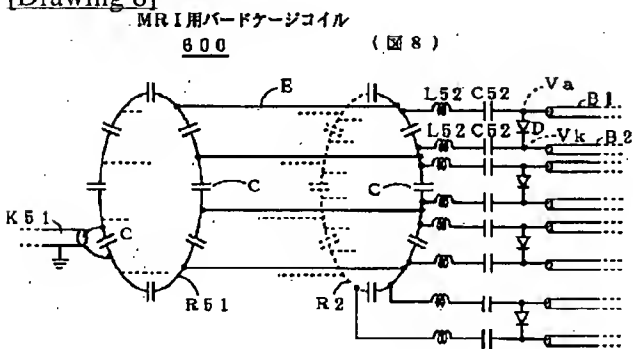 [Drawing 8]
MRI用バードケージコイル
600 (図8)
E
L52 C52 Va B1
L52 C52 D Vk B2
C C
K51 C
R51 R2